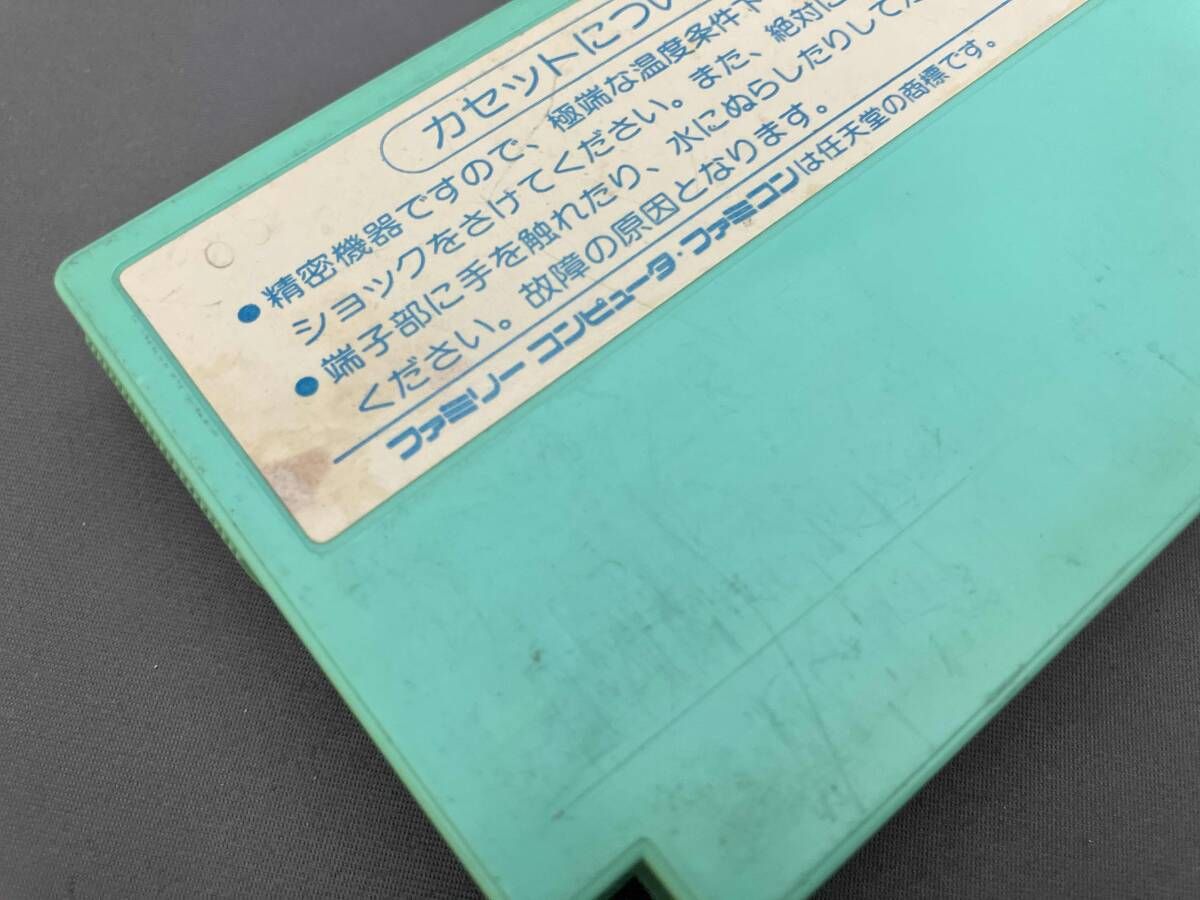 カセットについ
●精密機器ですので、極端な温度条件下
ショックをさけてください。また、絶対に
●端子部に手を触れたり、水にぬらしたりして
ください。故障の原因となります。
ファミリーコンピュータ・ファミコンは任天堂の商標です。